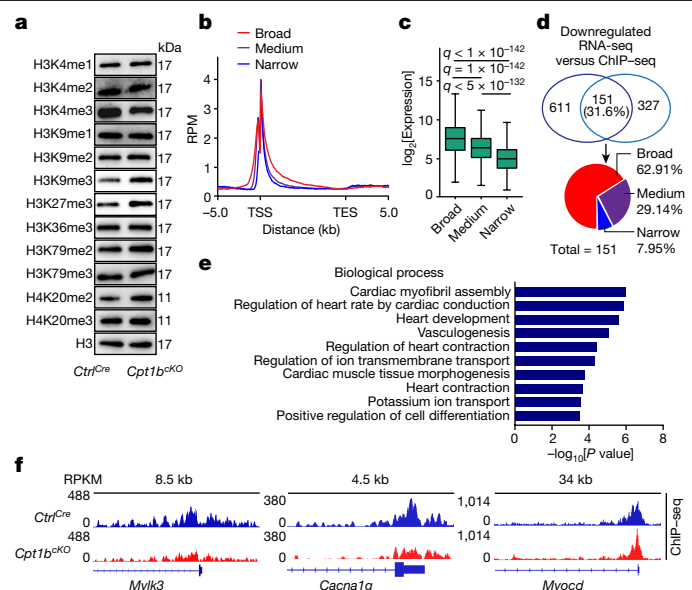 a
kDa
H3K4me1 17
H3K4me2 17
H3K4me3 17
H3K9me1 17
H3K9me2 17
H3K9me3 17
H3K27me3 17
H3K36me3 17
H3K79me2 17
H3K79me3 17
H4K20me2 11
H4K20me3 11
H3 17
Ctrl^Cre Cpt1b^cKO
b
Broad
Medium
Narrow
RPM
4
3
2
1
0
−5.0 TSS TES 5.0
Distance (kb)
c
q < 1 × 10^−142
q = 1 × 10^−142
q < 5 × 10^−132
log2[Expression]
15
10
5
0
Broad
Medium
Narrow
d
Downregulated
RNA-seq
versus ChIP–seq
611 151 327
(31.6%)
Broad
62.91%
Medium
29.14%
Narrow
7.95%
Total = 151
e
Biological process
Cardiac myofibril assembly
Regulation of heart rate by cardiac conduction
Heart development
Vasculogenesis
Regulation of heart contraction
Regulation of ion transmembrane transport
Cardiac muscle tissue morphogenesis
Heart contraction
Potassium ion transport
Positive regulation of cell differentiation
0 2 4 6 8
−log10[P value]
f
RPKM 8.5 kb 4.5 kb 34 kb
488 380 1,014
Ctrl^Cre
0 0 0
488 380 1,014
Cpt1b^cKO
0 0 0
ChIP–seq
Mylk3 Cacna1g Myocd